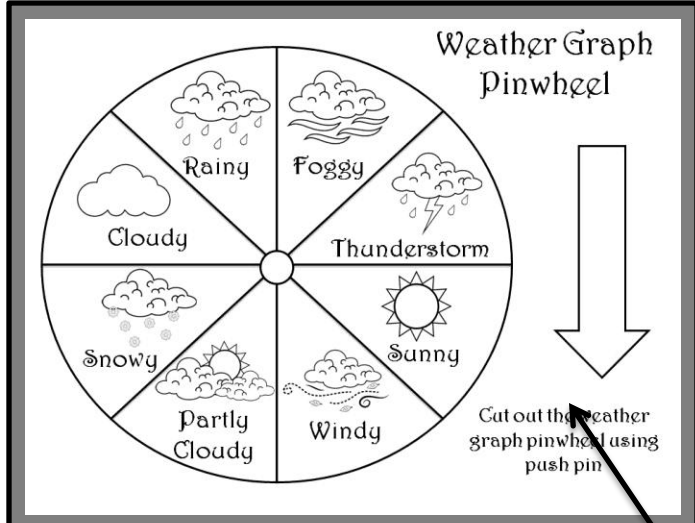 Weather Graph
Pinwheel
Rainy
Foggy
Cloudy
Thunderstorm
Snowy
Sunny
Partly
Cloudy
Windy
Cut out the weather
graph pinwheel using
push pin